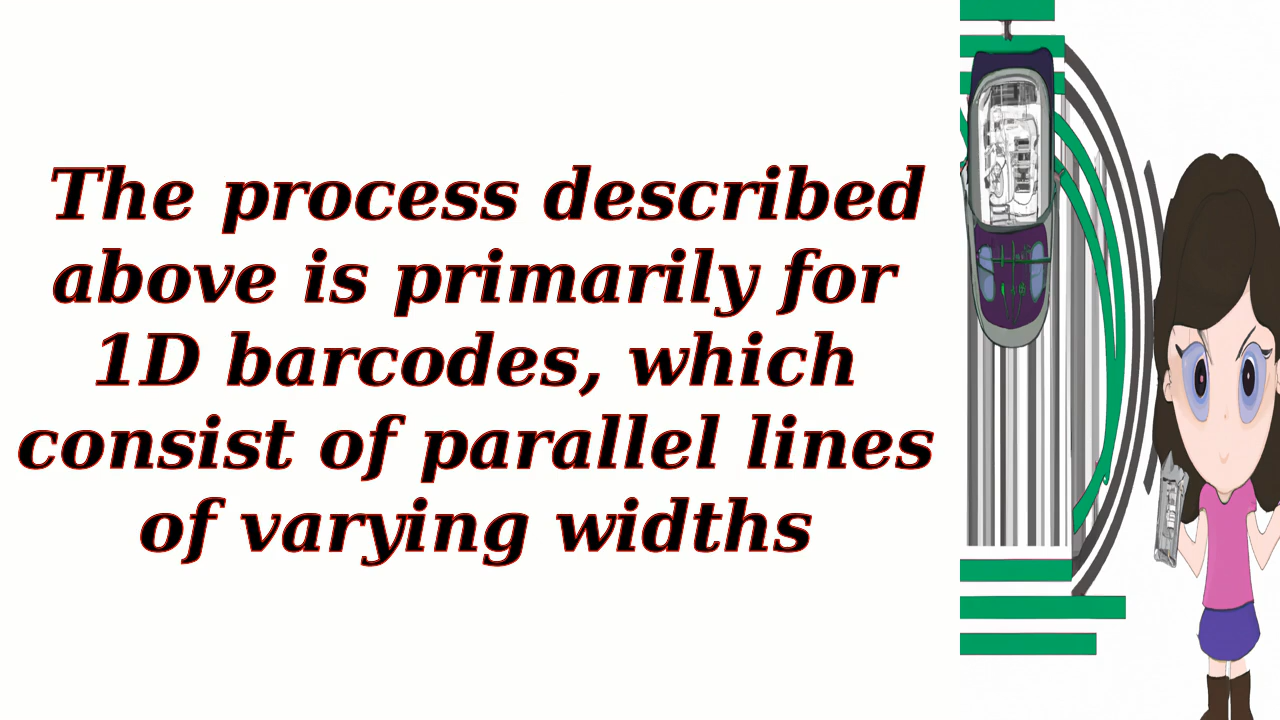 The process described
above is primarily for
1D barcodes, which
consist of parallel lines
of varying widths